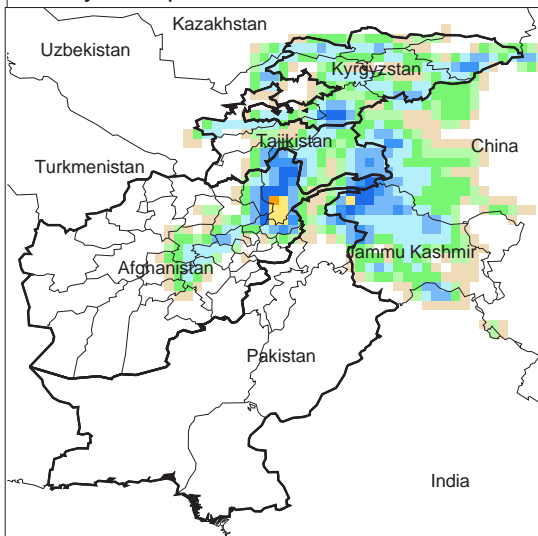 Kazakhstan
Uzbekistan
Kyrgyzstan
Tajikistan
China
Turkmenistan
Jammu Kashmir
Afghanistan
Pakistan
India